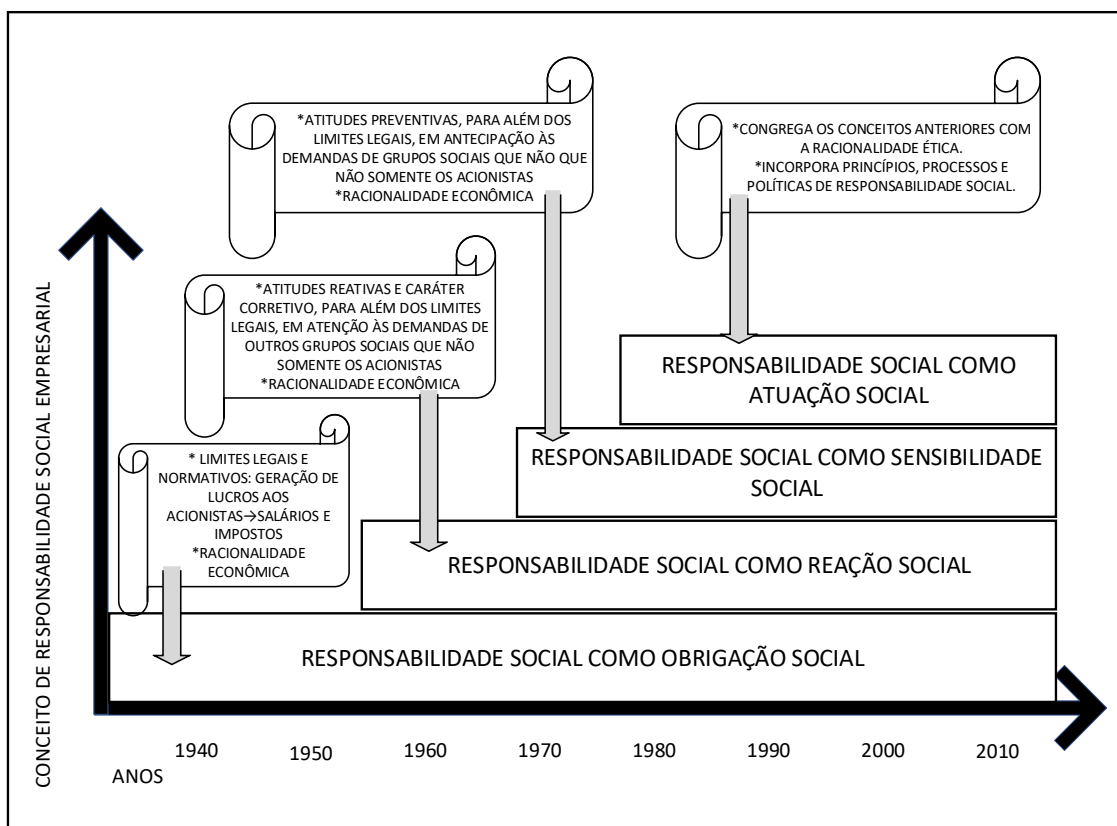 *ATITUDES PREVENTIVAS, PARA ALÉM DOS
LIMITES LEGAIS, EM ANTECIPAÇÃO ÀS
DEMANDAS DE GRUPOS SOCIAIS QUE NÃO QUE
NÃO SOMENTE OS ACIONISTAS
*RACIONALIDADE ECONÔMICA
*CONGREGA OS CONCEITOS ANTERIORES COM
A RACIONALIDADE ÉTICA.
*INCORPORA PRINCÍPIOS, PROCESSOS E
POLÍTICAS DE RESPONSABILIDADE SOCIAL.
*ATITUDES REATIVAS E CARÁTER
CORRETIVO, PARA ALÉM DOS LIMITES
LEGAIS, EM ATENÇÃO ÀS DEMANDAS DE
OUTROS GRUPOS SOCIAIS QUE NÃO
SOMENTE OS ACIONISTAS
*RACIONALIDADE ECONÔMICA
* LIMITES LEGAIS E
NORMATIVOS: GERAÇÃO DE
LUCROS AOS
ACIONISTAS→SALÁRIOS E
IMPOSTOS
*RACIONALIDADE
ECONÔMICA
RESPONSABILIDADE SOCIAL COMO
ATUAÇÃO SOCIAL
RESPONSABILIDADE SOCIAL COMO SENSIBILIDADE
SOCIAL
RESPONSABILIDADE SOCIAL COMO REAÇÃO SOCIAL
RESPONSABILIDADE SOCIAL COMO OBRIGAÇÃO SOCIAL
CONCEITO DE RESPONSABILIDADE SOCIAL EMPRESARIAL
1940 1950 1960 1970 1980 1990 2000 2010
ANOS